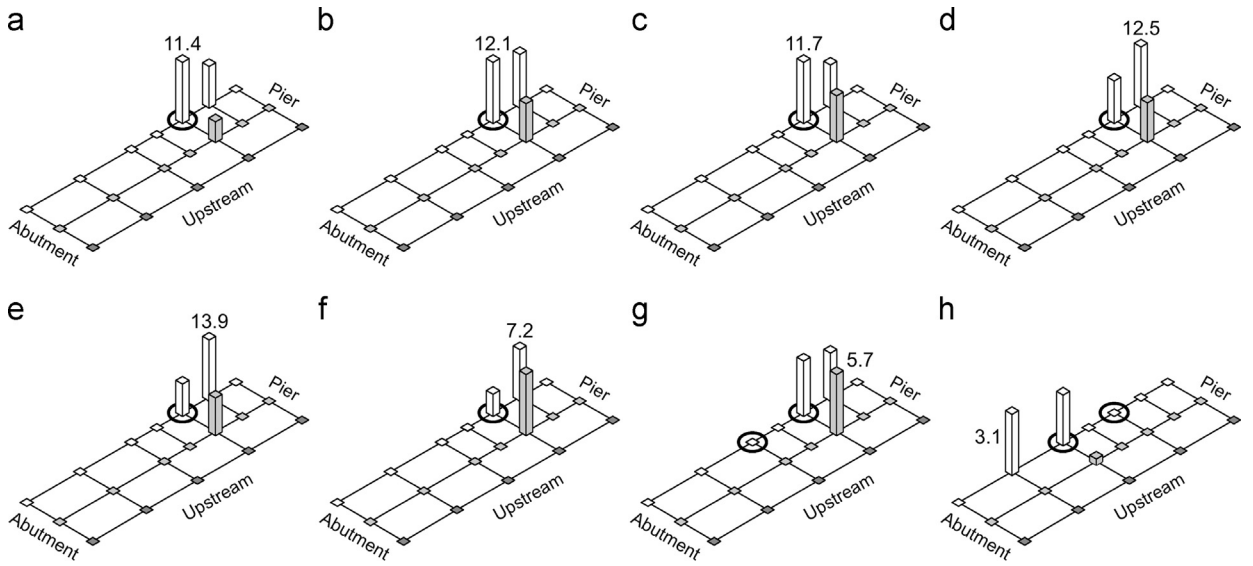 a
11.4
Pier
Upstream
Abutment
b
12.1
Pier
Upstream
Abutment
c
11.7
Pier
Upstream
Abutment
d
12.5
Pier
Upstream
Abutment
e
13.9
Pier
Upstream
Abutment
f
7.2
Pier
Upstream
Abutment
g
5.7
Pier
Upstream
Abutment
h
3.1
Pier
Upstream
Abutment